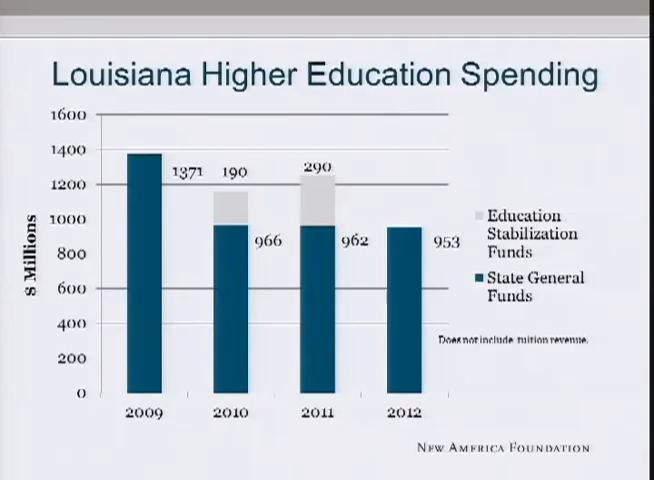 Louisiana Higher Education Spending
$ Millions
1600
1400
1200
1000
800
600
400
200
0
1371
190
290
966
962
953
2009
2010
2011
2012
Education
Stabilization
Funds
State General
Funds
Does not include tuition revenue.
NEW AMERICA FOUNDATION